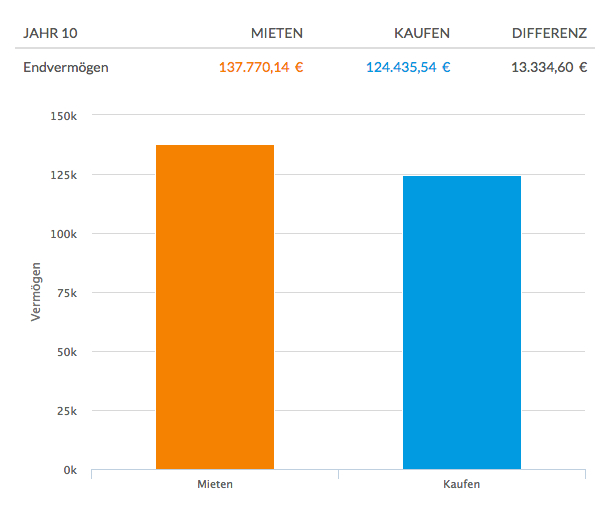 JAHR 10 MIETEN KAUFEN DIFFERENZ
Endvermögen 137.770,14 € 124.435,54 € 13.334,60 €
150k
125k
100k
75k
50k
25k
0k
Vermögen
Mieten Kaufen